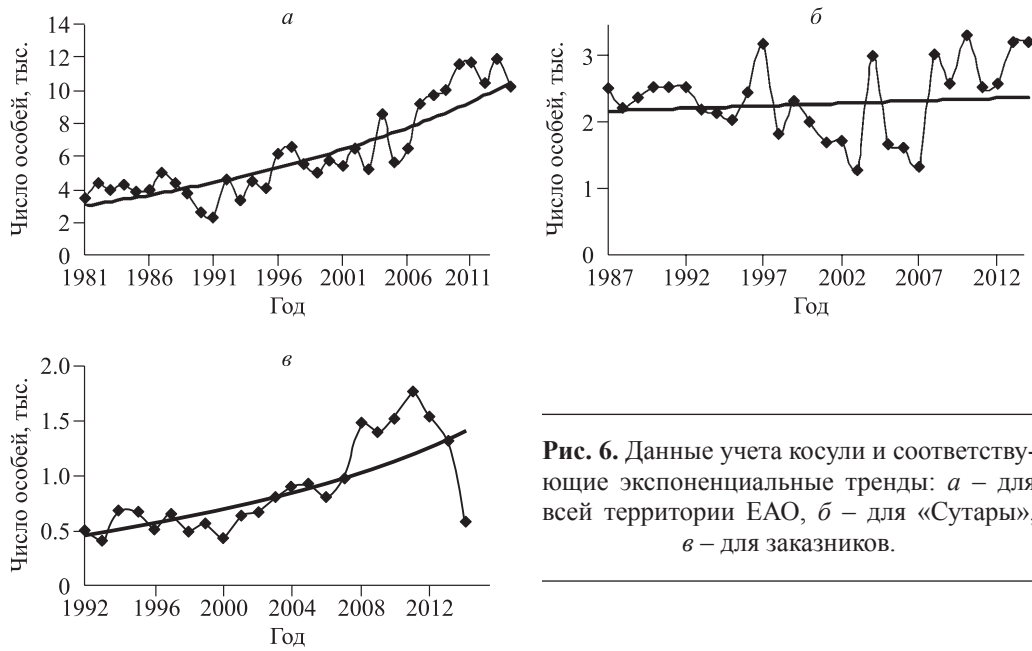 а
14
12
10
8
6
4
2
0
Число особей, тыс.
1981 1986 1991 1996 2001 2006 2011
Год
б
3
2
1
0
Число особей, тыс.
1987 1992 1997 2002 2007 2012
Год
в
2.0
1.5
1.0
0.5
0
Число особей, тыс.
1992 1996 2000 2004 2008 2012
Год
Рис. 6. Данные учета косули и соответству-
ющие экспоненциальные тренды: а – для
всей территории ЕАО, б – для «Сутары»,
в – для заказников.